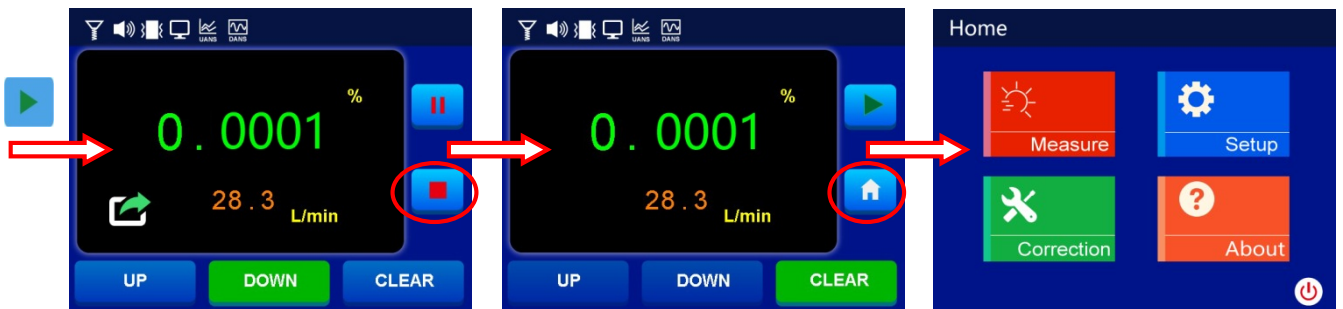 UANS DANS
%
0.0001
28.3 L/min
UP DOWN CLEAR
UANS DANS
%
0.0001
28.3 L/min
UP DOWN CLEAR
Home
Measure Setup
Correction About